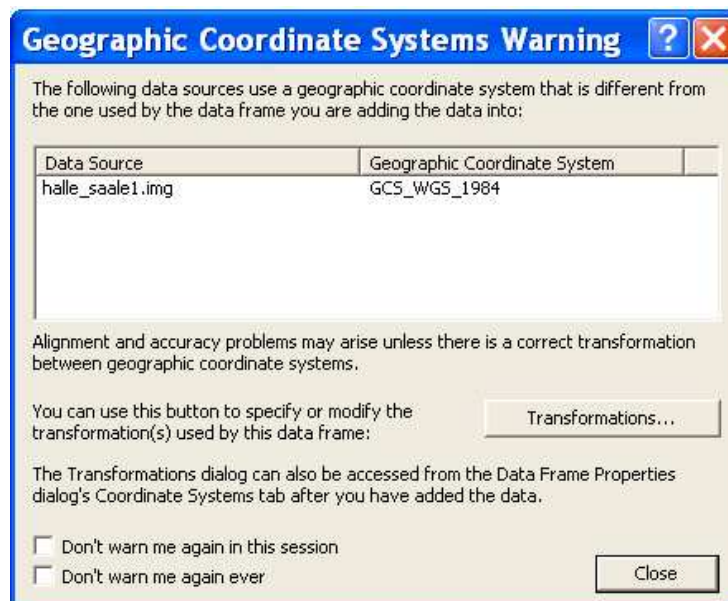 Geographic Coordinate Systems Warning
The following data sources use a geographic coordinate system that is different from
the one used by the data frame you are adding the data into:
Data Source Geographic Coordinate System
halle_saale1.img GCS_WGS_1984
Alignment and accuracy problems may arise unless there is a correct transformation
between geographic coordinate systems.
You can use this button to specify or modify the
transformation(s) used by this data frame:
Transformations...
The Transformations dialog can also be accessed from the Data Frame Properties
dialog's Coordinate Systems tab after you have added the data.
Don't warn me again in this session
Don't warn me again ever
Close